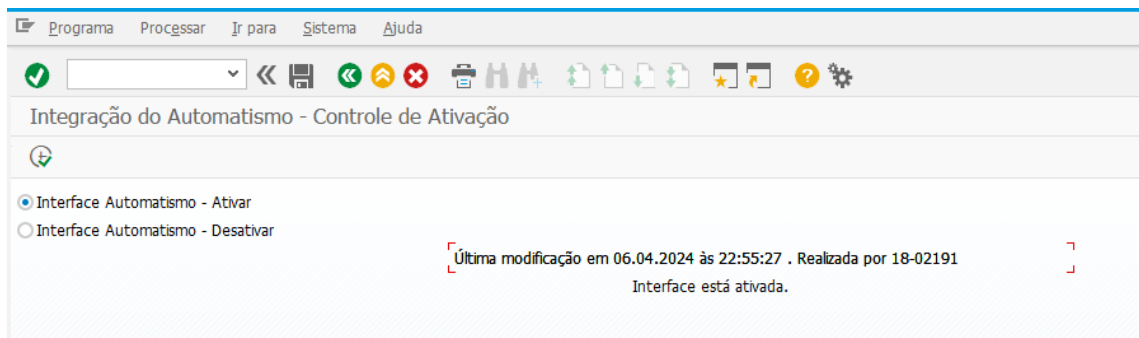 Programa Processar Ir para Sistema Ajuda
Integração do Automatismo - Controle de Ativação
Interface Automatismo - Ativar
Interface Automatismo - Desativar
Última modificação em 06.04.2024 às 22:55:27 . Realizada por 18-02191
Interface está ativada.